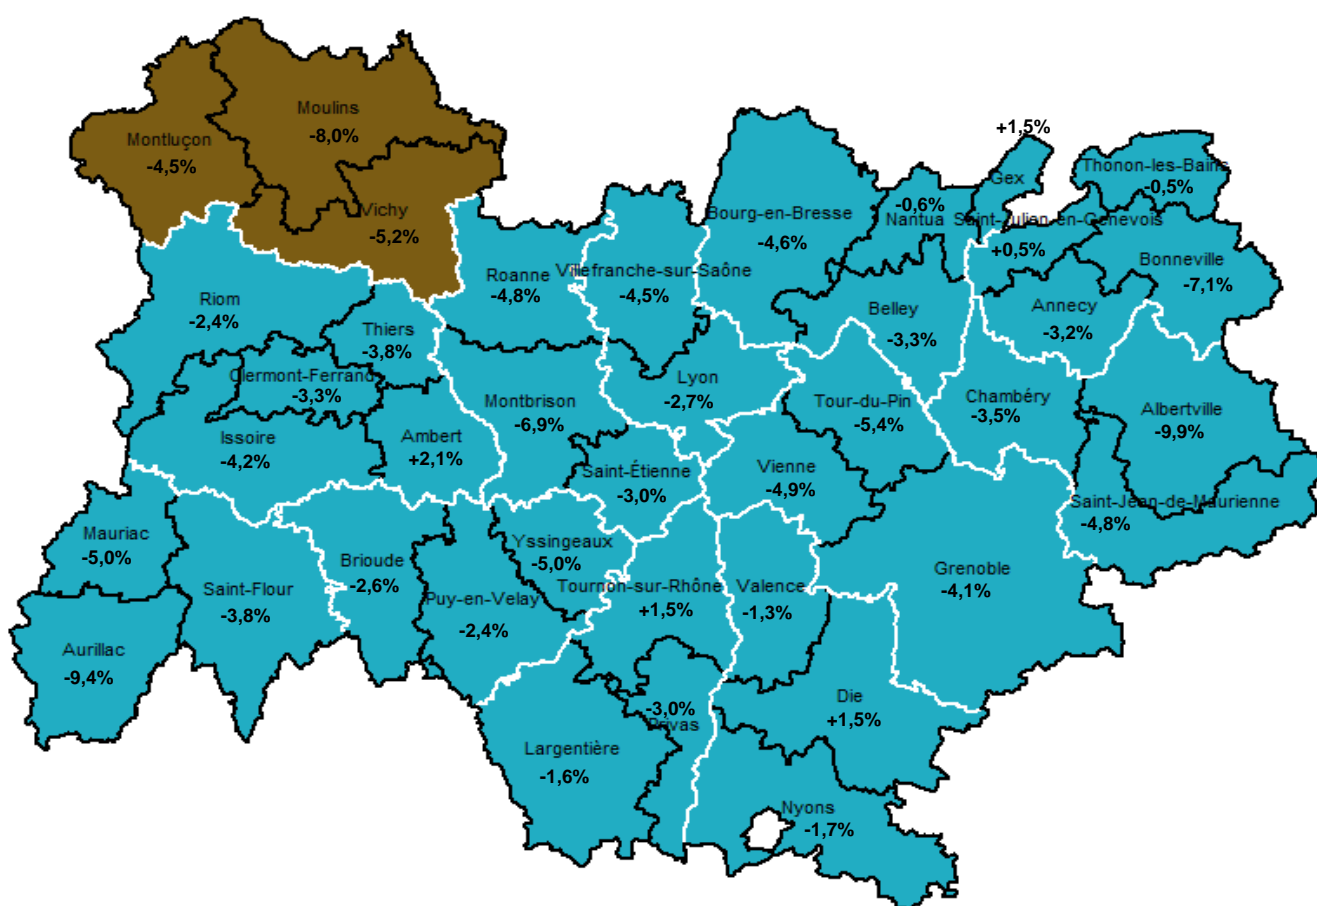 Moulins
-8,0%
Montluçon
-4,5%
Vichy
-5,2%
+1,5%
Gex
Thonon-les-Bains
-0,5%
Bourg-en-Bresse
-4,6%
-0,6%
Nantua
Saint-Julien-en-Genevois
+0,5%
Bonneville
-7,1%
Roanne
-4,8%
Villefranche-sur-Saône
-4,5%
Riom
-2,4%
Belley
-3,3%
Annecy
-3,2%
Thiers
-3,8%
Clermont-Ferrand
-3,3%
Lyon
-2,7%
Montbrison
-6,9%
Tour-du-Pin
-5,4%
Chambéry
-3,5%
Albertville
-9,9%
Issoire
-4,2%
Ambert
+2,1%
Saint-Étienne
-3,0%
Vienne
-4,9%
Saint-Jean-de-Maurienne
-4,8%
Mauriac
-5,0%
Yssingeaux
-5,0%
Brioude
-2,6%
Saint-Flour
-3,8%
Tournon-sur-Rhône
+1,5%
Valence
-1,3%
Grenoble
-4,1%
Puy-en-Velay
-2,4%
Aurillac
-9,4%
Die
+1,5%
-3,0%
Privas
Largentière
-1,6%
Nyons
-1,7%